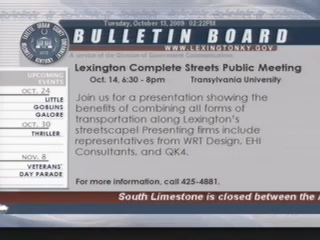 Tuesday, October 13, 2009 02:22PM
BULLETIN BOARD
WWW.LEXINGTONKY.GOV
A service of the Division of Government Communications
Lexington Complete Streets Public Meeting
Oct. 14, 6:30 - 8pm Transylvania University
UPCOMING
EVENTS
OCT. 24
LITTLE
GOBLINS
GALORE
OCT. 30
THRILLER
NOV. 8
VETERANS'
DAY PARADE
Join us for a presentation showing the
benefits of combining all forms of
transportation along Lexington's
streetscape! Presenting firms include
representatives from WRT Design, EHI
Consultants, and QK4.
For more information, call 425-4881.
South Limestone is closed between the